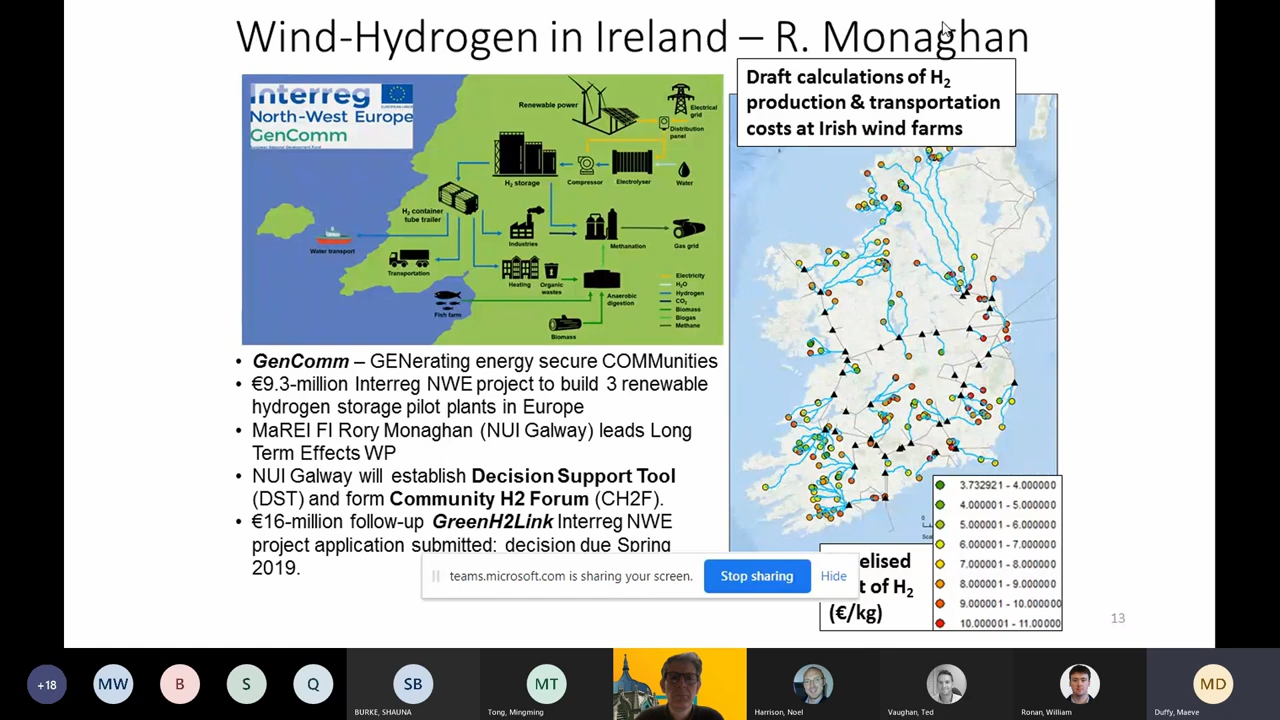 Wind-Hydrogen in Ireland – R. Monaghan
Interreg
North-West Europe
GenComm
EUROPEAN UNION
European Regional Development Fund
Renewable power
Electrical
grid
Distribution
panel
H2 storage
Compressor
Electrolyser
Water
H2 container
tube trailer
Industries
Methanation
Gas grid
Water transport
Transportation
Heating
Organic
wastes
Anaerobic
digestion
Fish farm
Biomass
Electricity
H2O
Hydrogen
CO2
Biomass
Biogas
Methane
Draft calculations of H2
production & transportation
costs at Irish wind farms
• GenComm – GENerating energy secure COMmunities
• €9.3-million Interreg NWE project to build 3 renewable
hydrogen storage pilot plants in Europe
• MaREI FI Rory Monaghan (NUI Galway) leads Long
Term Effects WP
• NUI Galway will establish Decision Support Tool
(DST) and form Community H2 Forum (CH2F).
• €16-million follow-up GreenH2Link Interreg NWE
project application submitted: decision due Spring
2019.
elised
t of H2
(€/kg)
3.732921 - 4.000000
4.000001 - 5.000000
5.000001 - 6.000000
6.000001 - 7.000000
7.000001 - 8.000000
8.000001 - 9.000000
9.000001 - 10.000000
10.000001 - 11.00000
teams.microsoft.com is sharing your screen.
Stop sharing
Hide
13
+18
MW
B
S
Q
SB
BURKE, SHAUNA
MT
Tong, Mingming
Harrison, Noel
Vaughan, Ted
Ronan, William
MD
Duffy, Maeve